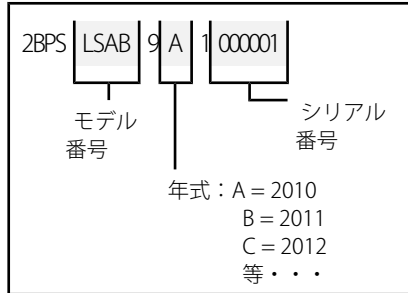 2BPS LSAB 9 A 1 000001
モデル
番号
シリアル
番号
年式：A = 2010
B = 2011
C = 2012
等・・・